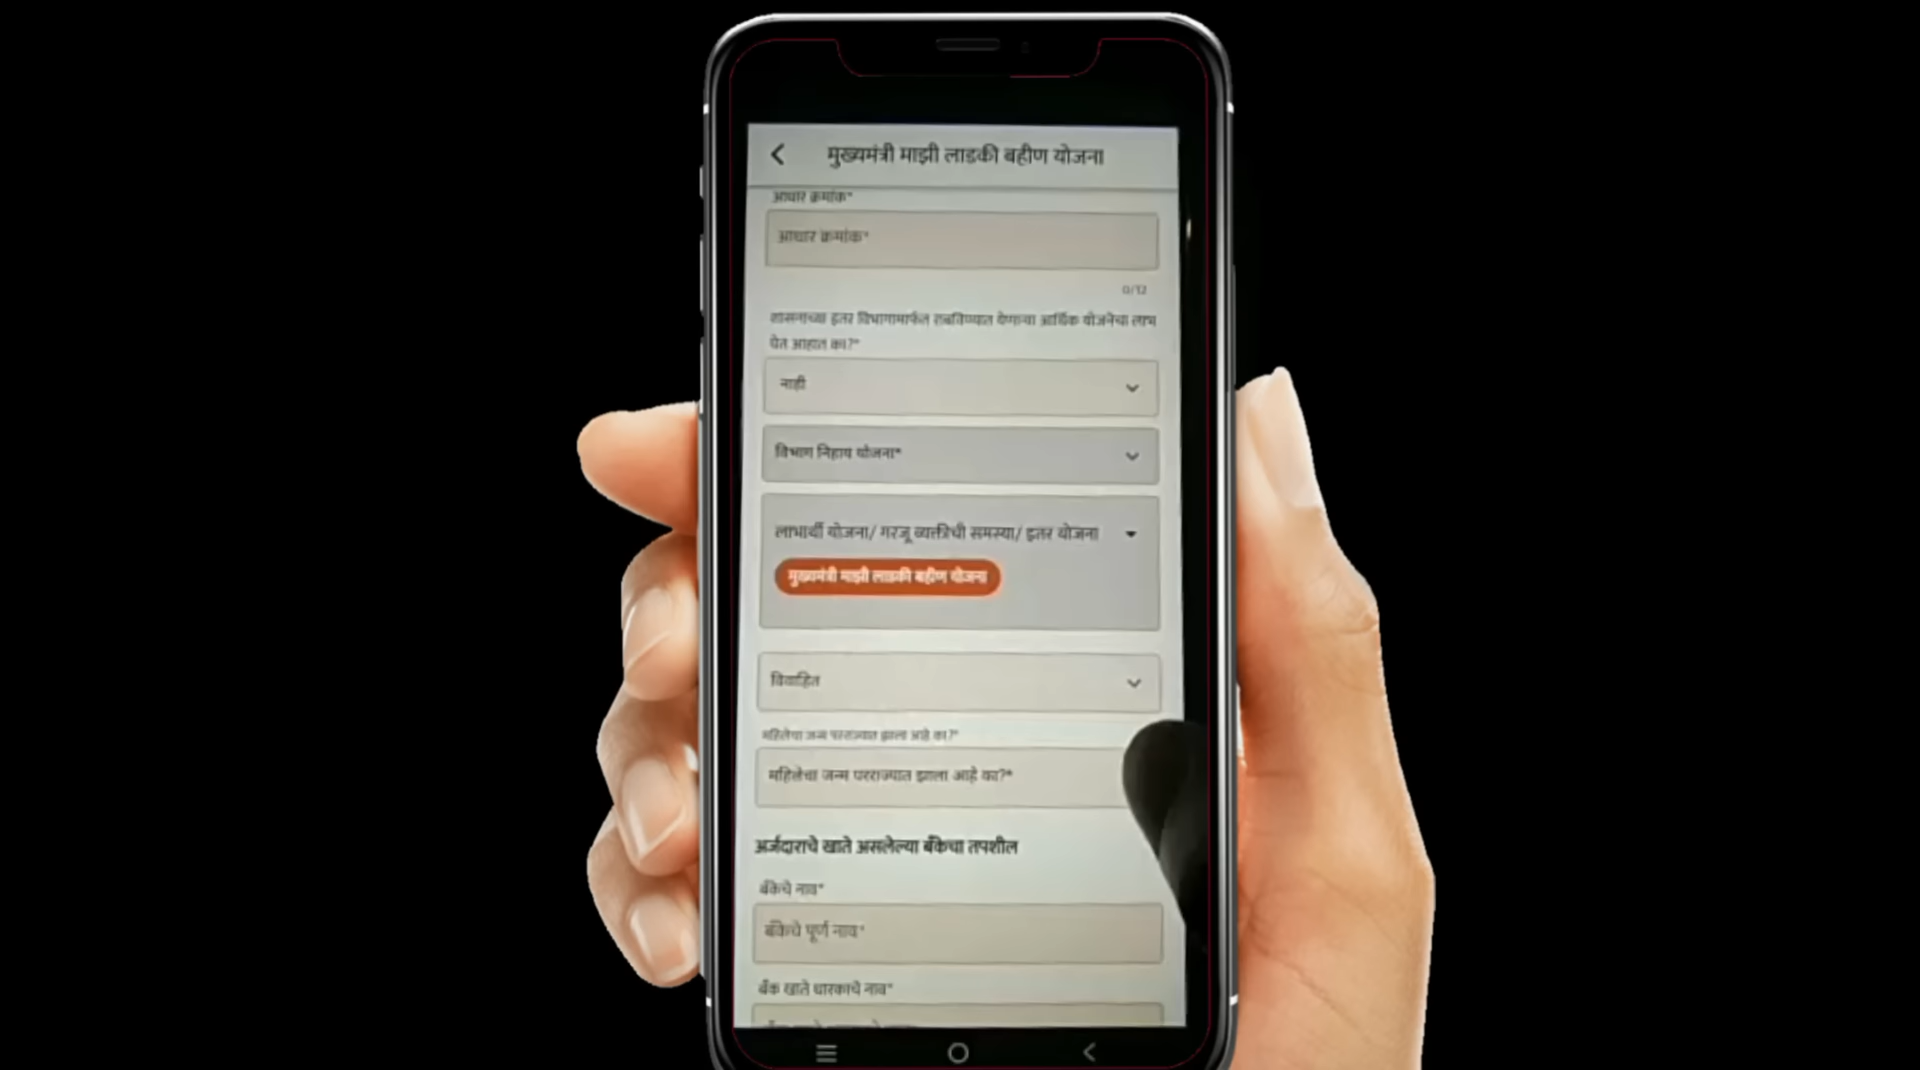 मुख्यमंत्री माझी लाडकी बहीण योजना
आधार क्रमांक*
आधार क्रमांक*
0/12
शासनाच्या इतर विभागामार्फत राबविण्यात येणाऱ्या आर्थिक योजनेचा लाभ
घेत आहात का?*
नाही
विभाग निहाय योजना*
लाभार्थी योजना/ गरजू व्यक्तीची समस्या/ इतर योजना
मुख्यमंत्री माझी लाडकी बहीण योजना
विवाहित
महिलेचा जन्म परराज्यात झाला आहे का?*
महिलेचा जन्म परराज्यात झाला आहे का?*
अर्जदाराचे खाते असलेल्या बँकेचा तपशील
बँकेचे नाव*
बँकेचे पूर्ण नाव*
बँक खाते धारकाचे नाव*